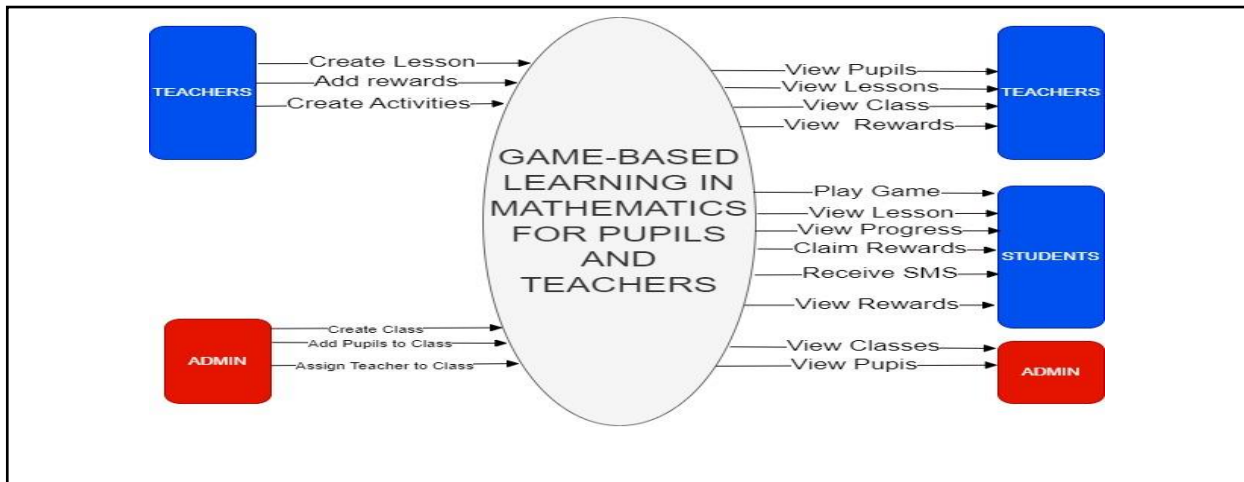 TEACHERS
Create Lesson
Add rewards
Create Activities
ADMIN
Create Class
Add Pupils to Class
Assign Teacher to Class
GAME-BASED
LEARNING IN
MATHEMATICS
FOR PUPILS
AND
TEACHERS
View Pupils
View Lessons
View Class
View Rewards
TEACHERS
Play Game
View Lesson
View Progress
Claim Rewards
Receive SMS
View Rewards
STUDENTS
View Classes
View Pupis
ADMIN